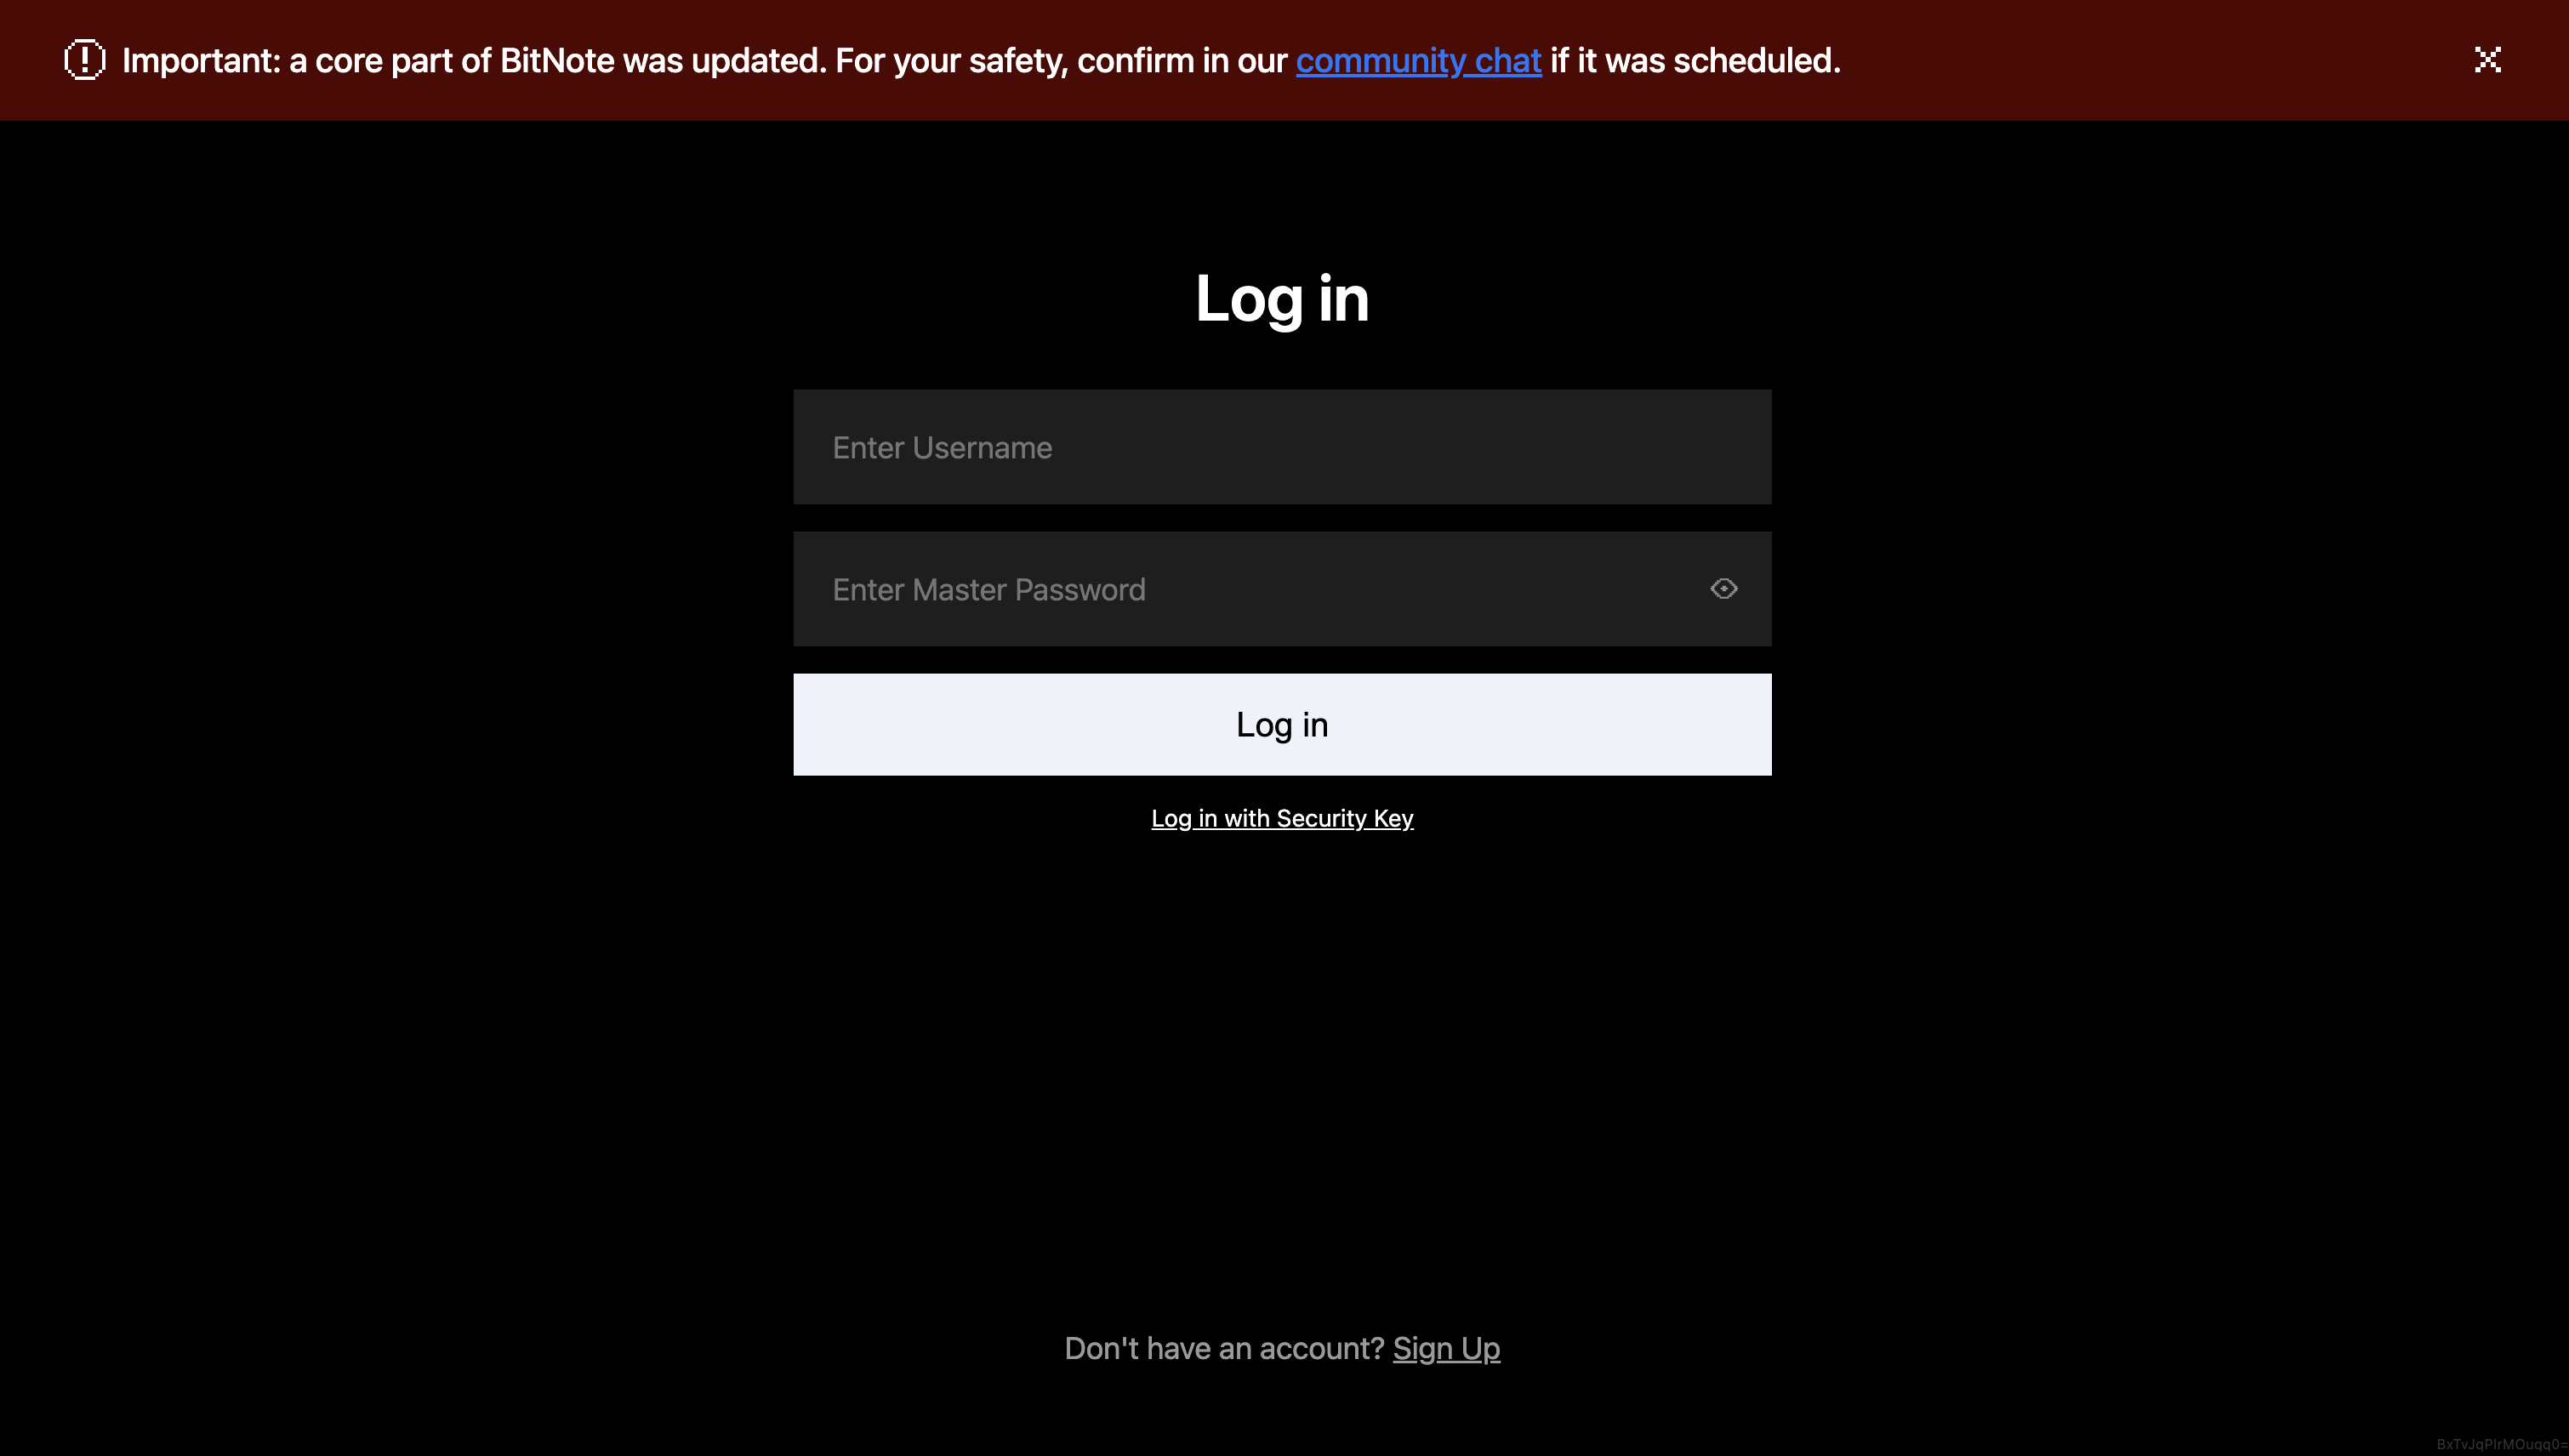 Important: a core part of BitNote was updated. For your safety, confirm in our community chat if it was scheduled.
Log in
Enter Username
Enter Master Password
Log in
Log in with Security Key
Don't have an account? Sign Up